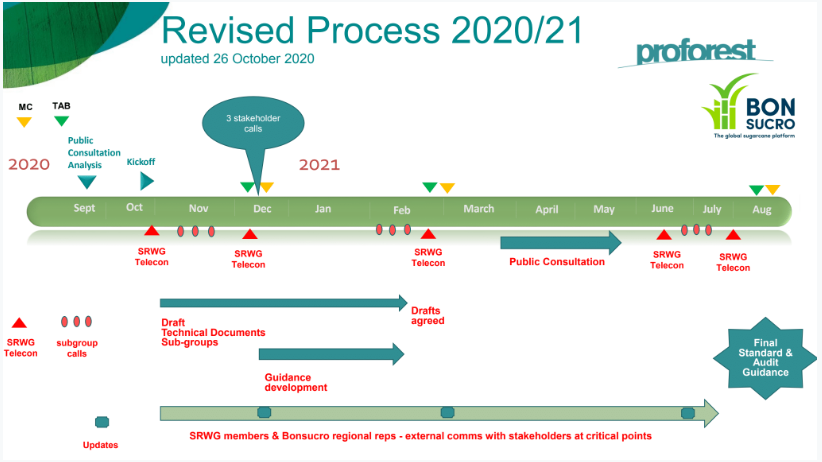 Revised Process 2020/21
updated 26 October 2020
proforest
BON
SUCRO
The global sugarcane platform
MC
TAB
3 stakeholder
calls
Public
Consultation
Analysis
Kickoff
2020
2021
Sept
Oct
Nov
Dec
Jan
Feb
March
April
May
June
July
Aug
SRWG
Telecon
SRWG
Telecon
SRWG
Telecon
Public Consultation
SRWG
Telecon
SRWG
Telecon
SRWG
Telecon
subgroup
calls
Draft
Technical Documents
Sub-groups
Drafts
agreed
Guidance
development
Final
Standard &
Audit
Guidance
Updates
SRWG members & Bonsucro regional reps - external comms with stakeholders at critical points